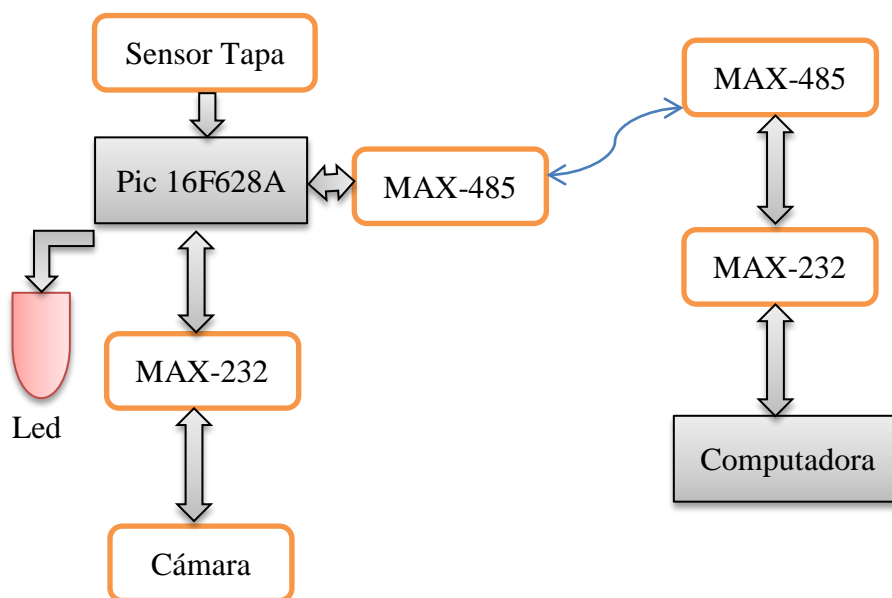 Sensor Tapa
MAX-485
Pic 16F628A
MAX-485
MAX-232
MAX-232
Led
Computadora
Cámara